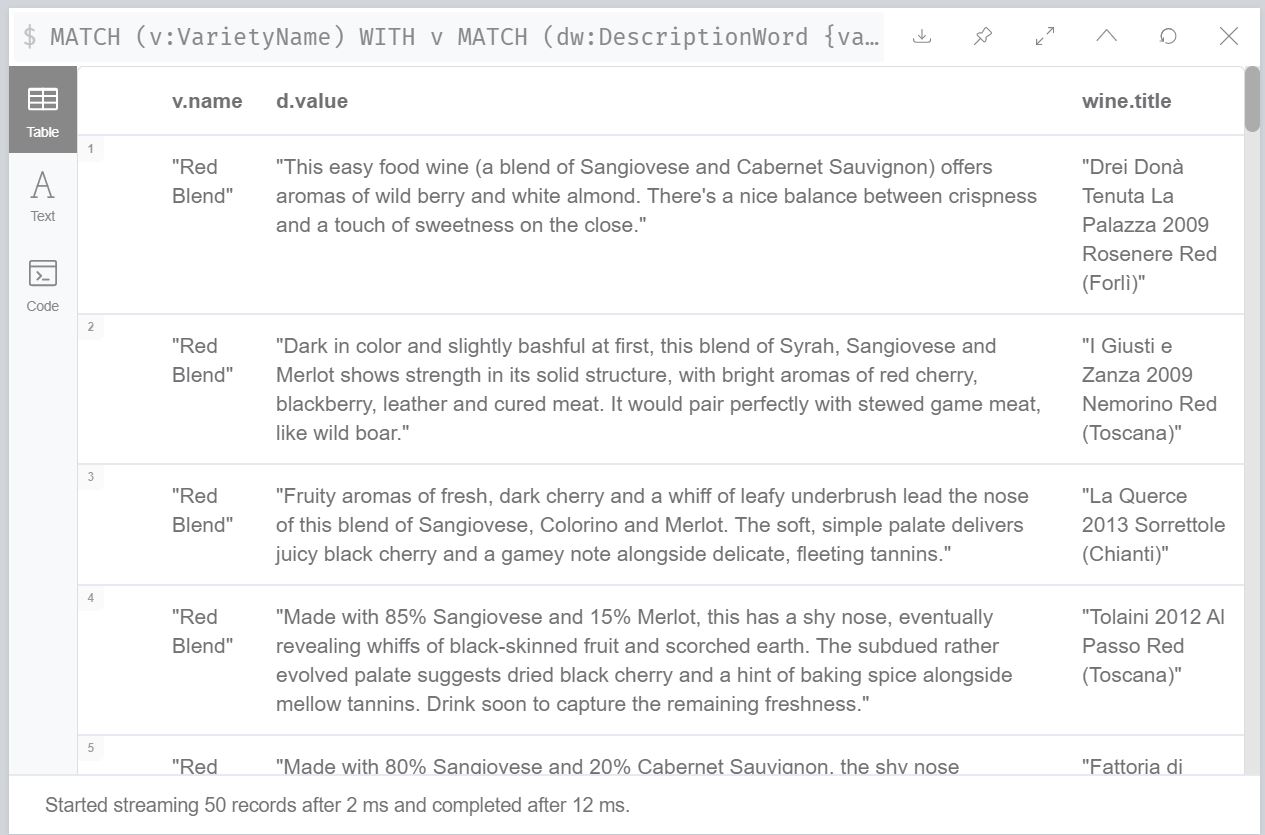 $ MATCH (v:VarietyName) WITH v MATCH (dw:DescriptionWord {va…
Table
Text
Code
v.name d.value wine.title
1
"Red "This easy food wine (a blend of Sangiovese and Cabernet Sauvignon) offers "Drei Donà
Blend" aromas of wild berry and white almond. There's a nice balance between crispness Tenuta La
and a touch of sweetness on the close." Palazza 2009
Rosenere Red
(Forlì)"
2
"Red "Dark in color and slightly bashful at first, this blend of Syrah, Sangiovese and "I Giusti e
Blend" Merlot shows strength in its solid structure, with bright aromas of red cherry, Zanza 2009
blackberry, leather and cured meat. It would pair perfectly with stewed game meat, Nemorino Red
like wild boar." (Toscana)"
3
"Red "Fruity aromas of fresh, dark cherry and a whiff of leafy underbrush lead the nose "La Querce
Blend" of this blend of Sangiovese, Colorino and Merlot. The soft, simple palate delivers 2013 Sorrettole
juicy black cherry and a gamey note alongside delicate, fleeting tannins." (Chianti)"
4
"Red "Made with 85% Sangiovese and 15% Merlot, this has a shy nose, eventually "Tolaini 2012 Al
Blend" revealing whiffs of black-skinned fruit and scorched earth. The subdued rather Passo Red
evolved palate suggests dried black cherry and a hint of baking spice alongside (Toscana)"
mellow tannins. Drink soon to capture the remaining freshness."
5
"Red "Made with 80% Sangiovese and 20% Cabernet Sauvignon, the shy nose "Fattoria di
Started streaming 50 records after 2 ms and completed after 12 ms.